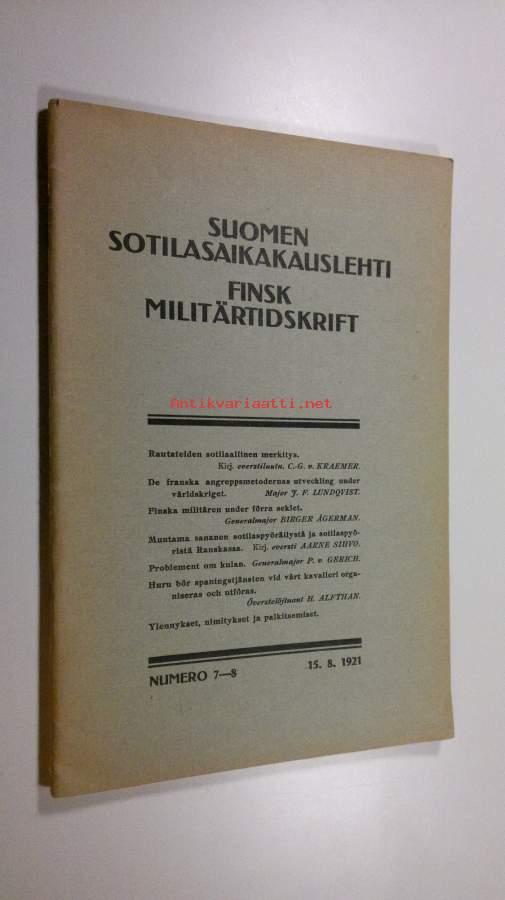 SUOMEN
SOTILASAIKAKAUSLEHTI
FINSK
MILITÄRTIDSKRIFT
Antikvariaatti.net
Rautateiden sotilaallinen merkitys.
Kirj. everstiluutn. C.-G. v. KRAEMER.
De franska angreppsmetodernas utveckling under
världskriget. Major J. F. LUNDQVIST.
Finska militären under förra seklet.
Generalmajor BIRGER ÅGERMAN.
Muutama sananen sotilaspyöräilystä ja sotilaspyö-
ristä Ranskassa. Kirj. eversti AARNE SIHVO.
Problemet om kulan. Generalmajor P. v. GERICH.
Huru bör spaningstjänsten vid vårt kavalleri orga-
niseras och utföras.
Överstelöjtnant H. ALFTHAN.
Ylennykset, nimitykset ja palkitsemiset.
NUMERO 7—8 15. 8. 1921